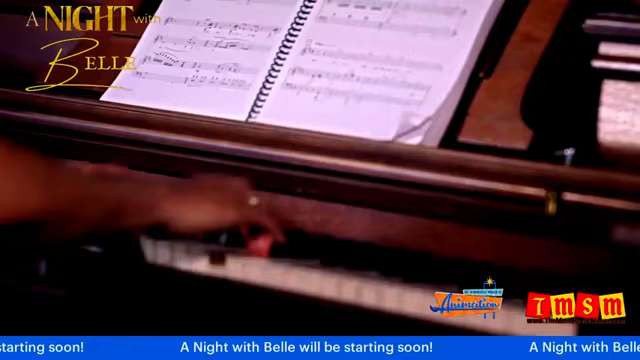 A NIGHT with
Belle
Animation
TMSM
starting soon!
A Night with Belle will be starting soon!
A Night with Belle